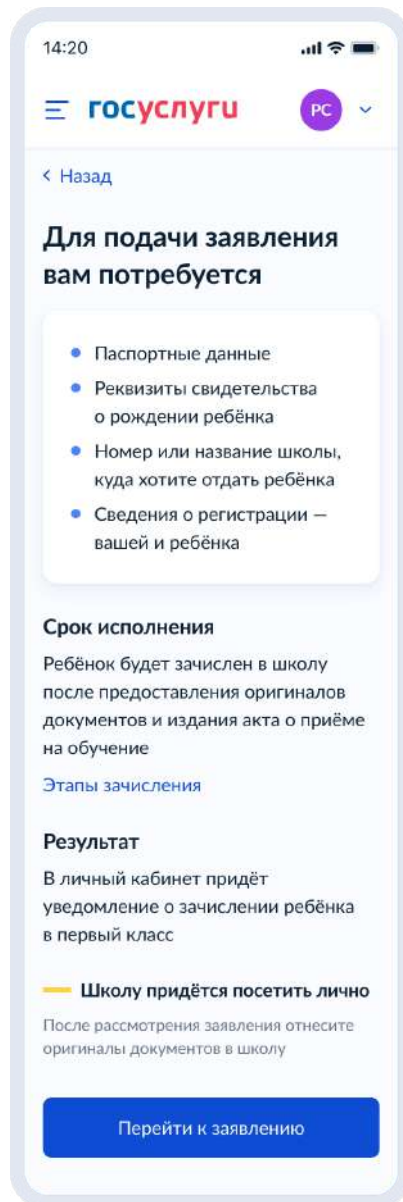 14:20
госуслуги
РС
Назад
Для подачи заявления
вам потребуется
Паспортные данные
Реквизиты свидетельства
о рождении ребёнка
Номер или название школы,
куда хотите отдать ребёнка
Сведения о регистрации —
вашей и ребёнка
Срок исполнения
Ребёнок будет зачислен в школу
после предоставления оригиналов
документов и издания акта о приёме
на обучение
Этапы зачисления
Результат
В личный кабинет придёт
уведомление о зачислении ребёнка
в первый класс
Школу придётся посетить лично
После рассмотрения заявления отнесите
оригиналы документов в школу
Перейти к заявлению